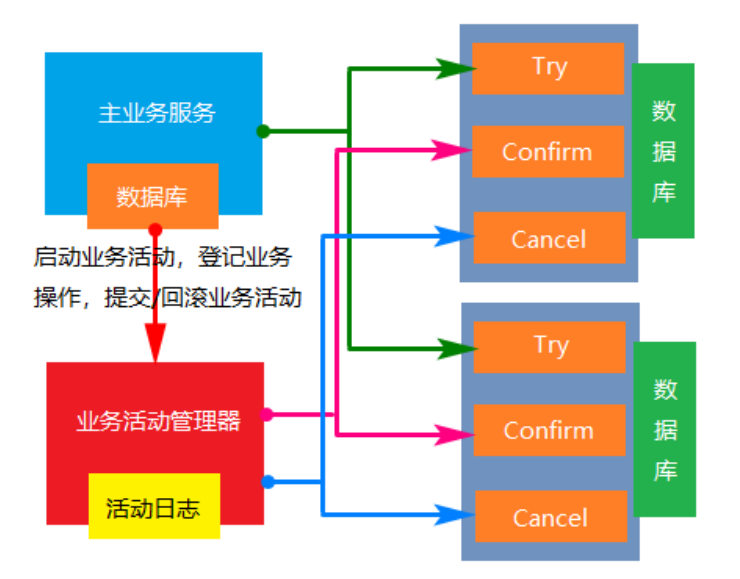 主业务服务
数据库
启动业务活动，登记业务
操作，提交/回滚业务活动
业务活动管理器
活动日志
Try
Confirm
Cancel
数
据
库
Try
Confirm
Cancel
数
据
库